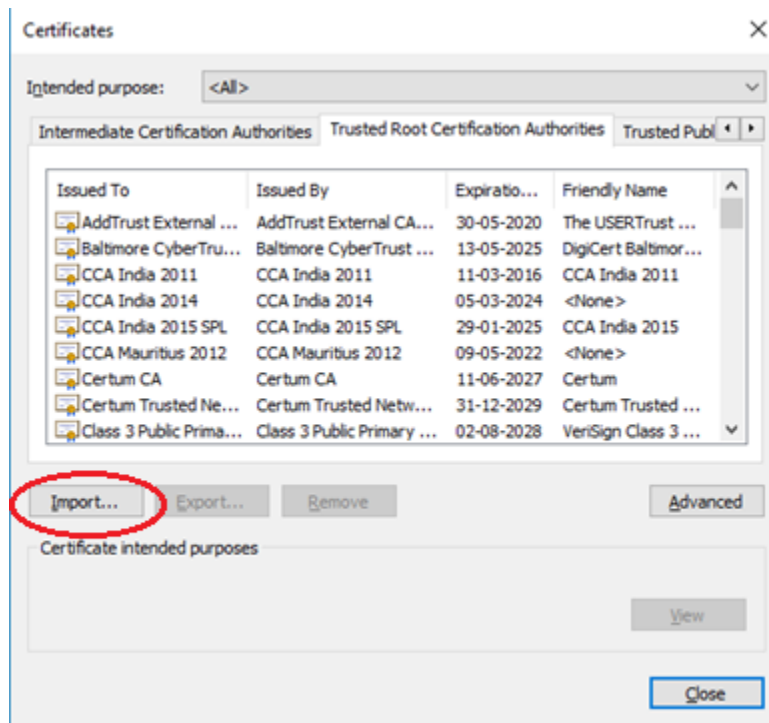 Certificates
Intended purpose: <All>
Intermediate Certification Authorities Trusted Root Certification Authorities Trusted Publ
Issued To Issued By Expiratio... Friendly Name
AddTrust External ... AddTrust External CA... 30-05-2020 The USERTrust ...
Baltimore CyberTru... Baltimore CyberTrust ... 13-05-2025 DigiCert Baltimor...
CCA India 2011 CCA India 2011 11-03-2016 CCA India 2011
CCA India 2014 CCA India 2014 05-03-2024 <None>
CCA India 2015 SPL CCA India 2015 SPL 29-01-2025 CCA India 2015
CCA Mauritius 2012 CCA Mauritius 2012 09-05-2022 <None>
Certum CA Certum CA 11-06-2027 Certum
Certum Trusted Ne... Certum Trusted Netw... 31-12-2029 Certum Trusted ...
Class 3 Public Prima... Class 3 Public Primary ... 02-08-2028 VeriSign Class 3 ...
Import... Export... Remove Advanced
Certificate intended purposes
View
Close